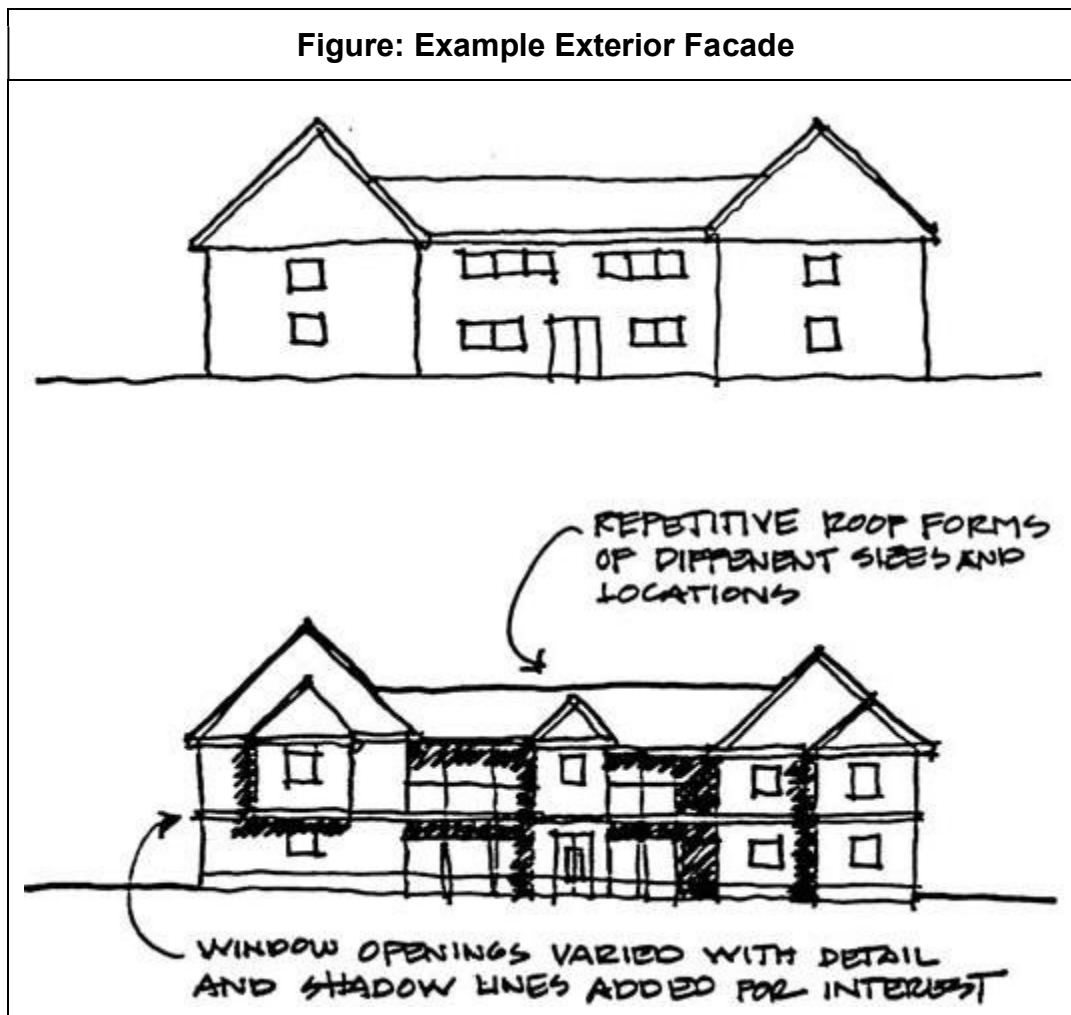 Figure: Example Exterior Facade
REPETITIVE ROOF FORMS
OF DIFFERENT SIZES AND
LOCATIONS
WINDOW OPENINGS VARIED WITH DETAIL
AND SHADOW LINES ADDED FOR INTEREST